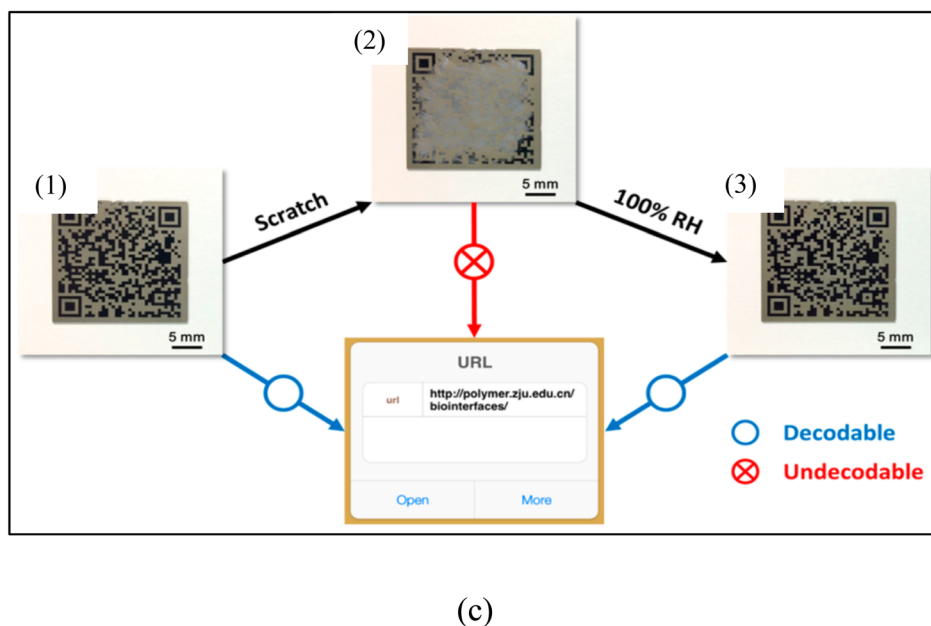 (2)
5 mm
(1)
Scratch
100% RH
(3)
5 mm
5 mm
URL
url
http://polymer.zju.edu.cn/
biointerfaces/
Open
More
Decodable
Undecodable
(c)